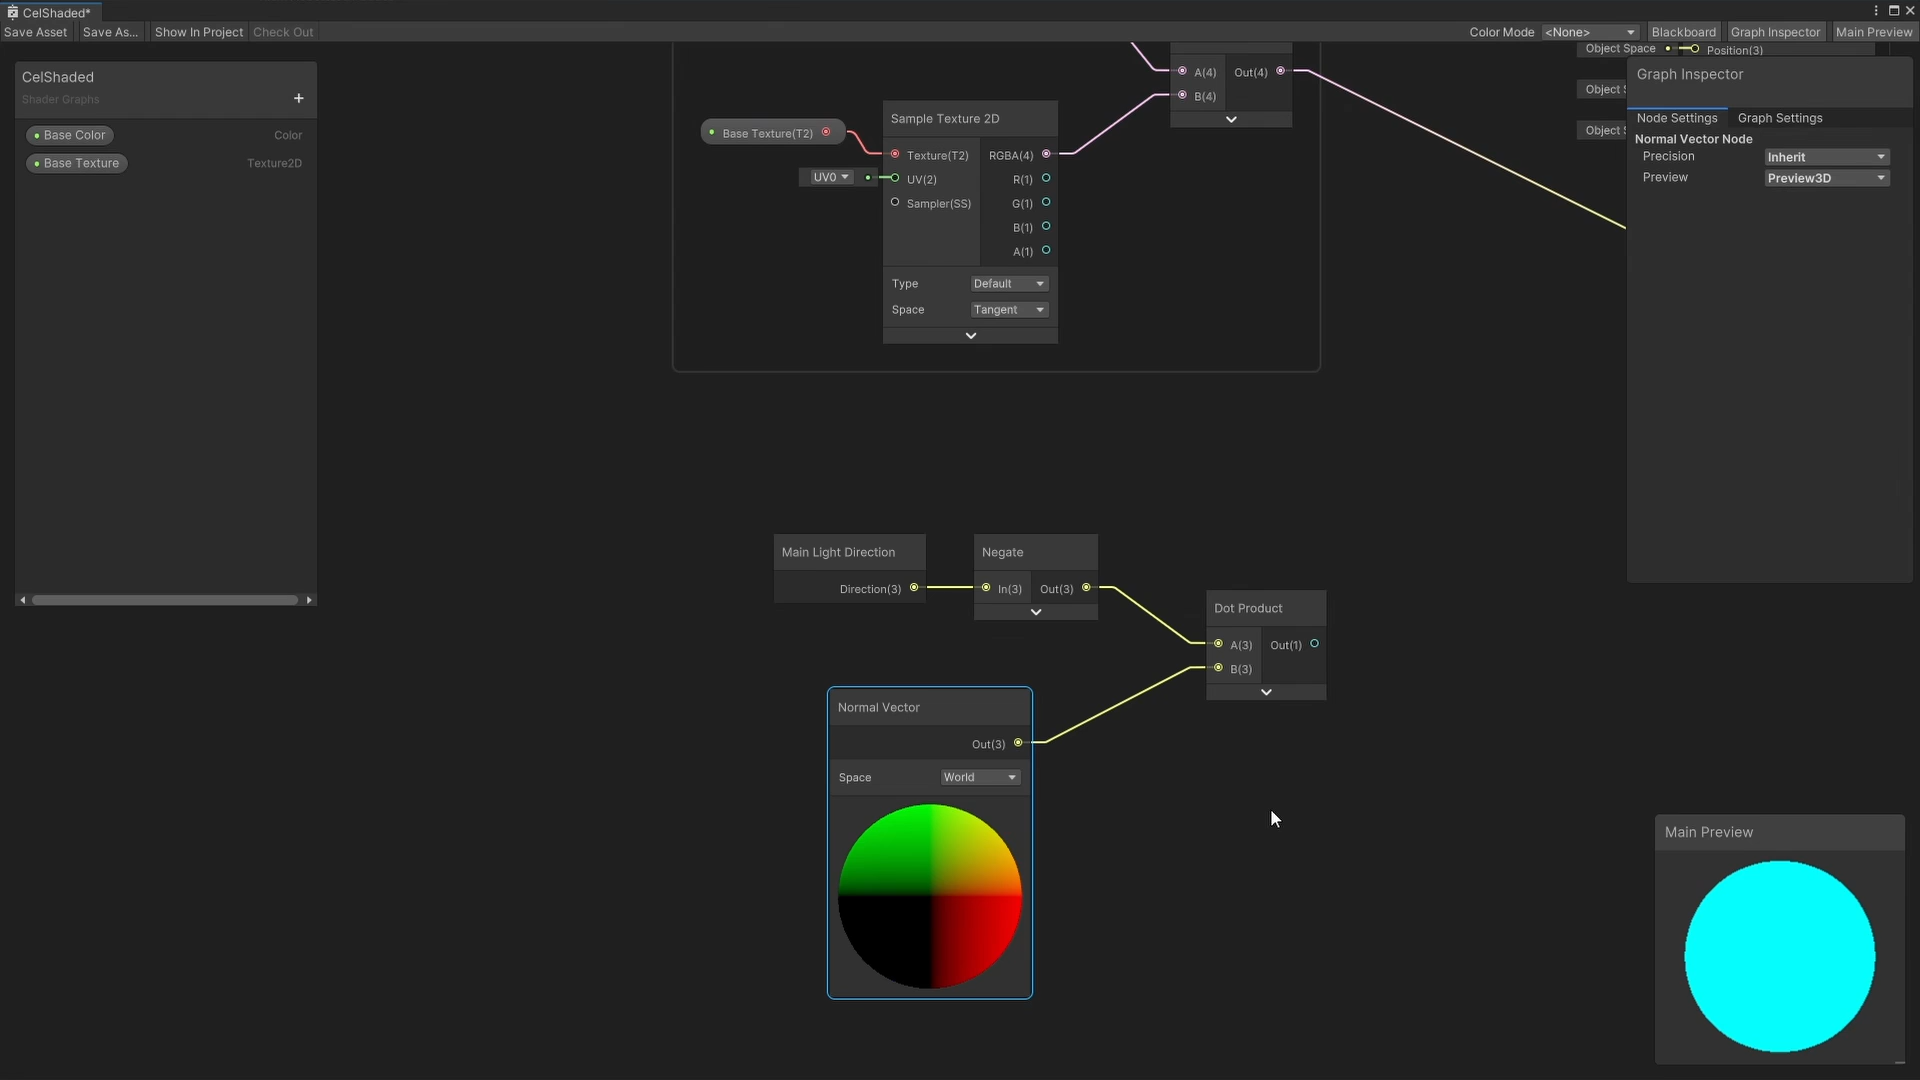 CelShaded*
Save Asset
Save As...
Show In Project
Check Out
Color Mode
<None>
Blackboard
Graph Inspector
Main Preview
CelShaded
Shader Graphs
Base Color
Color
Base Texture
Texture2D
A(4)
Out(4)
B(4)
Object Space
Position(3)
Object S
Object S
Base Texture(T2)
Sample Texture 2D
Texture(T2)
RGBA(4)
UV0
UV(2)
R(1)
Sampler(SS)
G(1)
B(1)
A(1)
Type
Default
Space
Tangent
Graph Inspector
Node Settings
Graph Settings
Normal Vector Node
Precision
Inherit
Preview
Preview3D
Main Light Direction
Direction(3)
Negate
In(3)
Out(3)
Dot Product
A(3)
Out(1)
B(3)
Normal Vector
Out(3)
Space
World
Main Preview